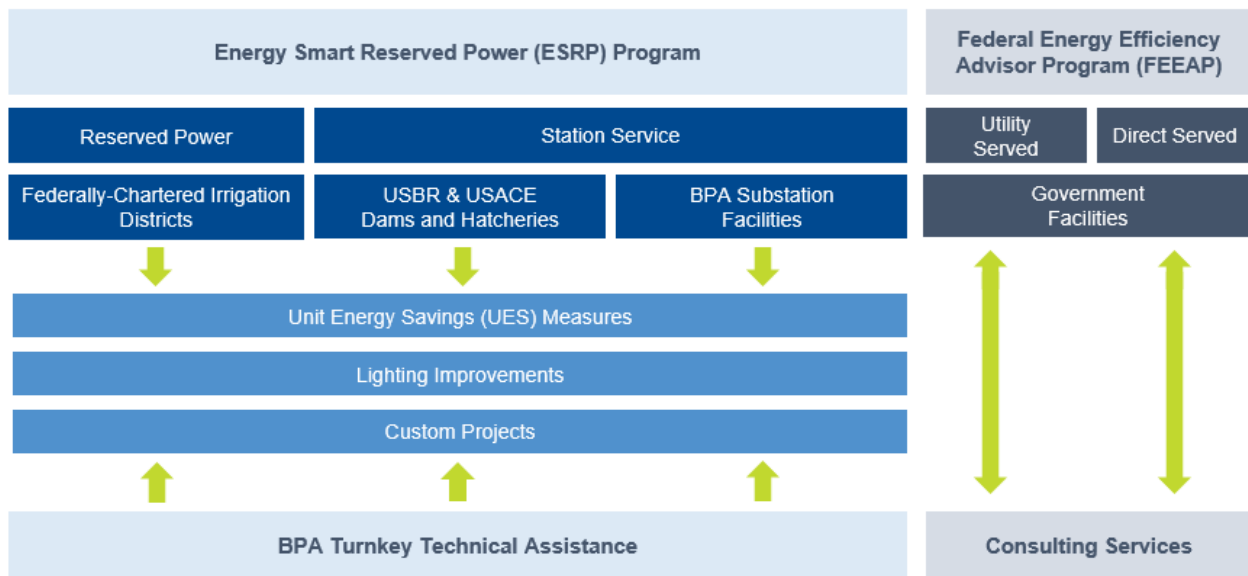 Energy Smart Reserved Power (ESRP) Program
Federal Energy Efficiency
Advisor Program (FEEAP)
Reserved Power
Station Service
Utility
Served
Direct Served
Federally-Chartered Irrigation
Districts
USBR & USACE
Dams and Hatcheries
BPA Substation
Facilities
Government
Facilities
Unit Energy Savings (UES) Measures
Lighting Improvements
Custom Projects
BPA Turnkey Technical Assistance
Consulting Services